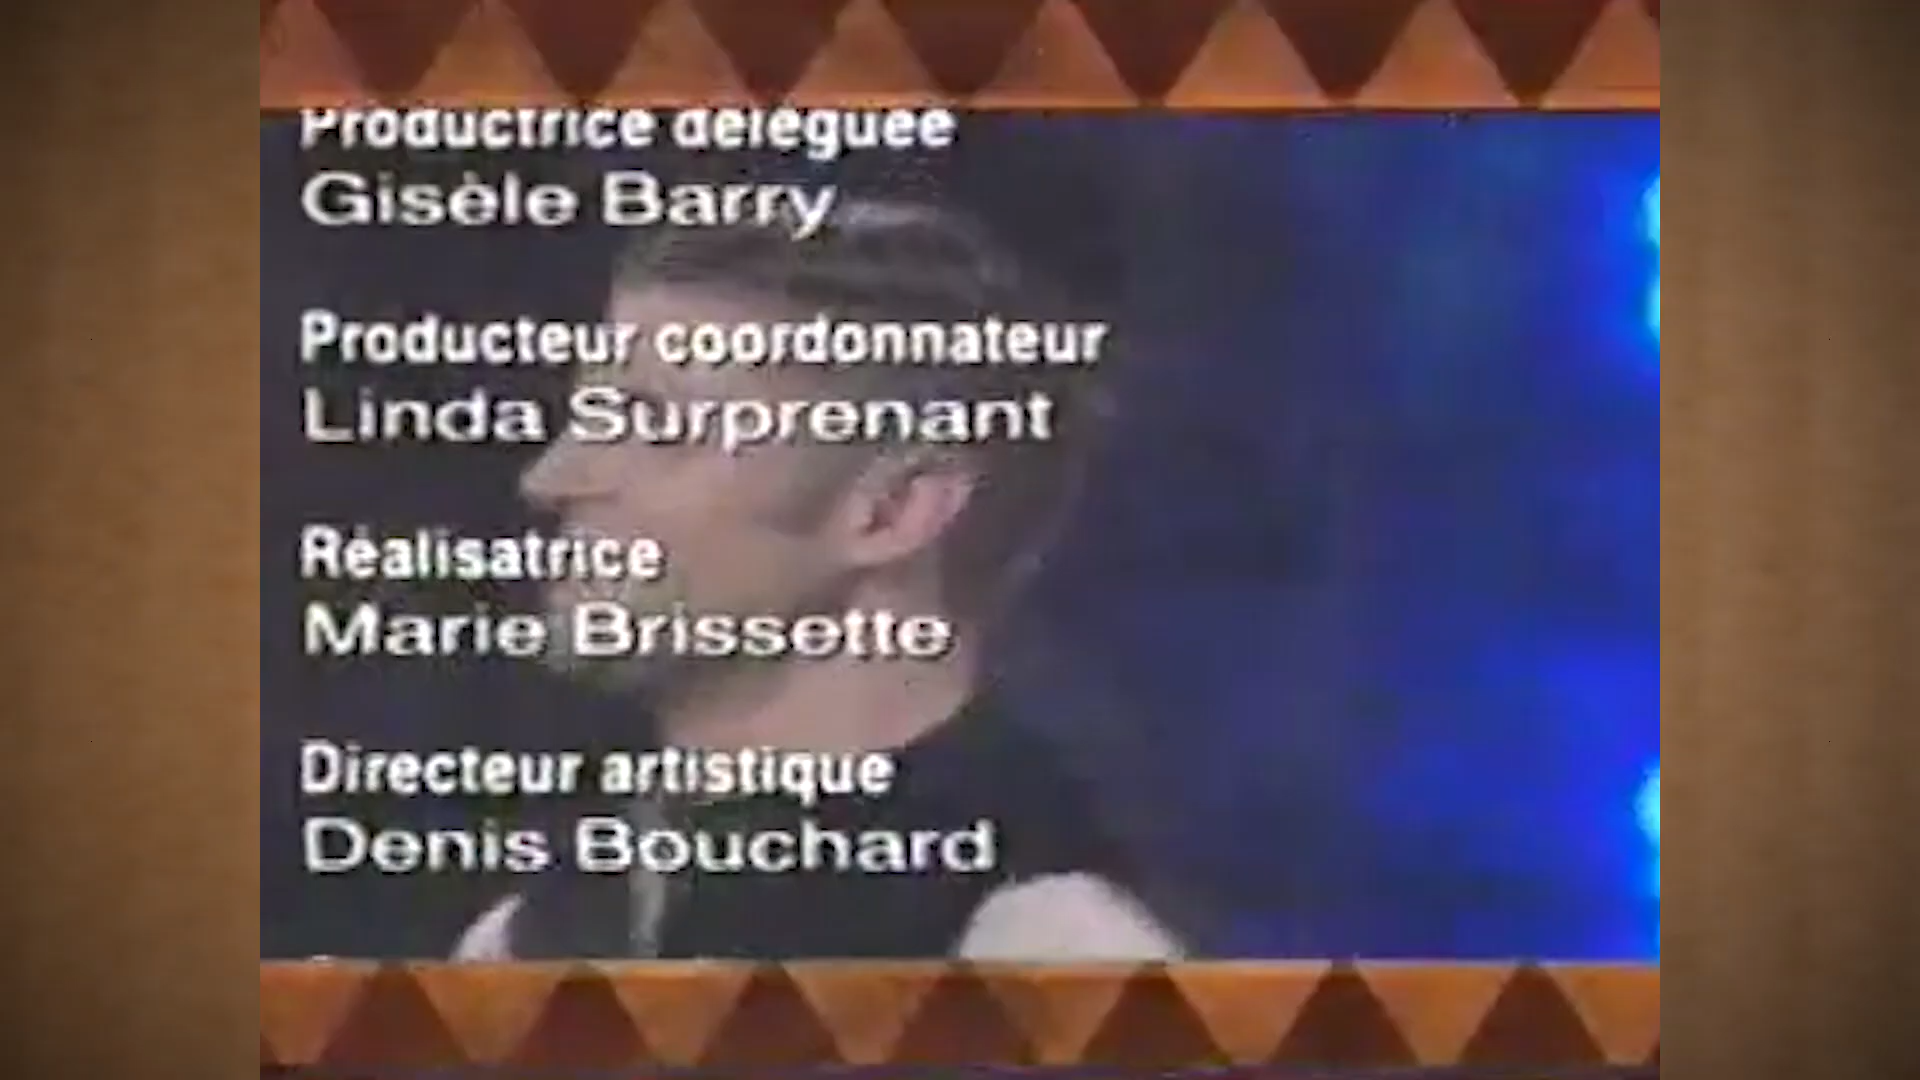 Productrice déléguée
Gisèle Barry
Producteur coordonnateur
Linda Surprenant
Réalisatrice
Marie Brissette
Directeur artistique
Denis Bouchard